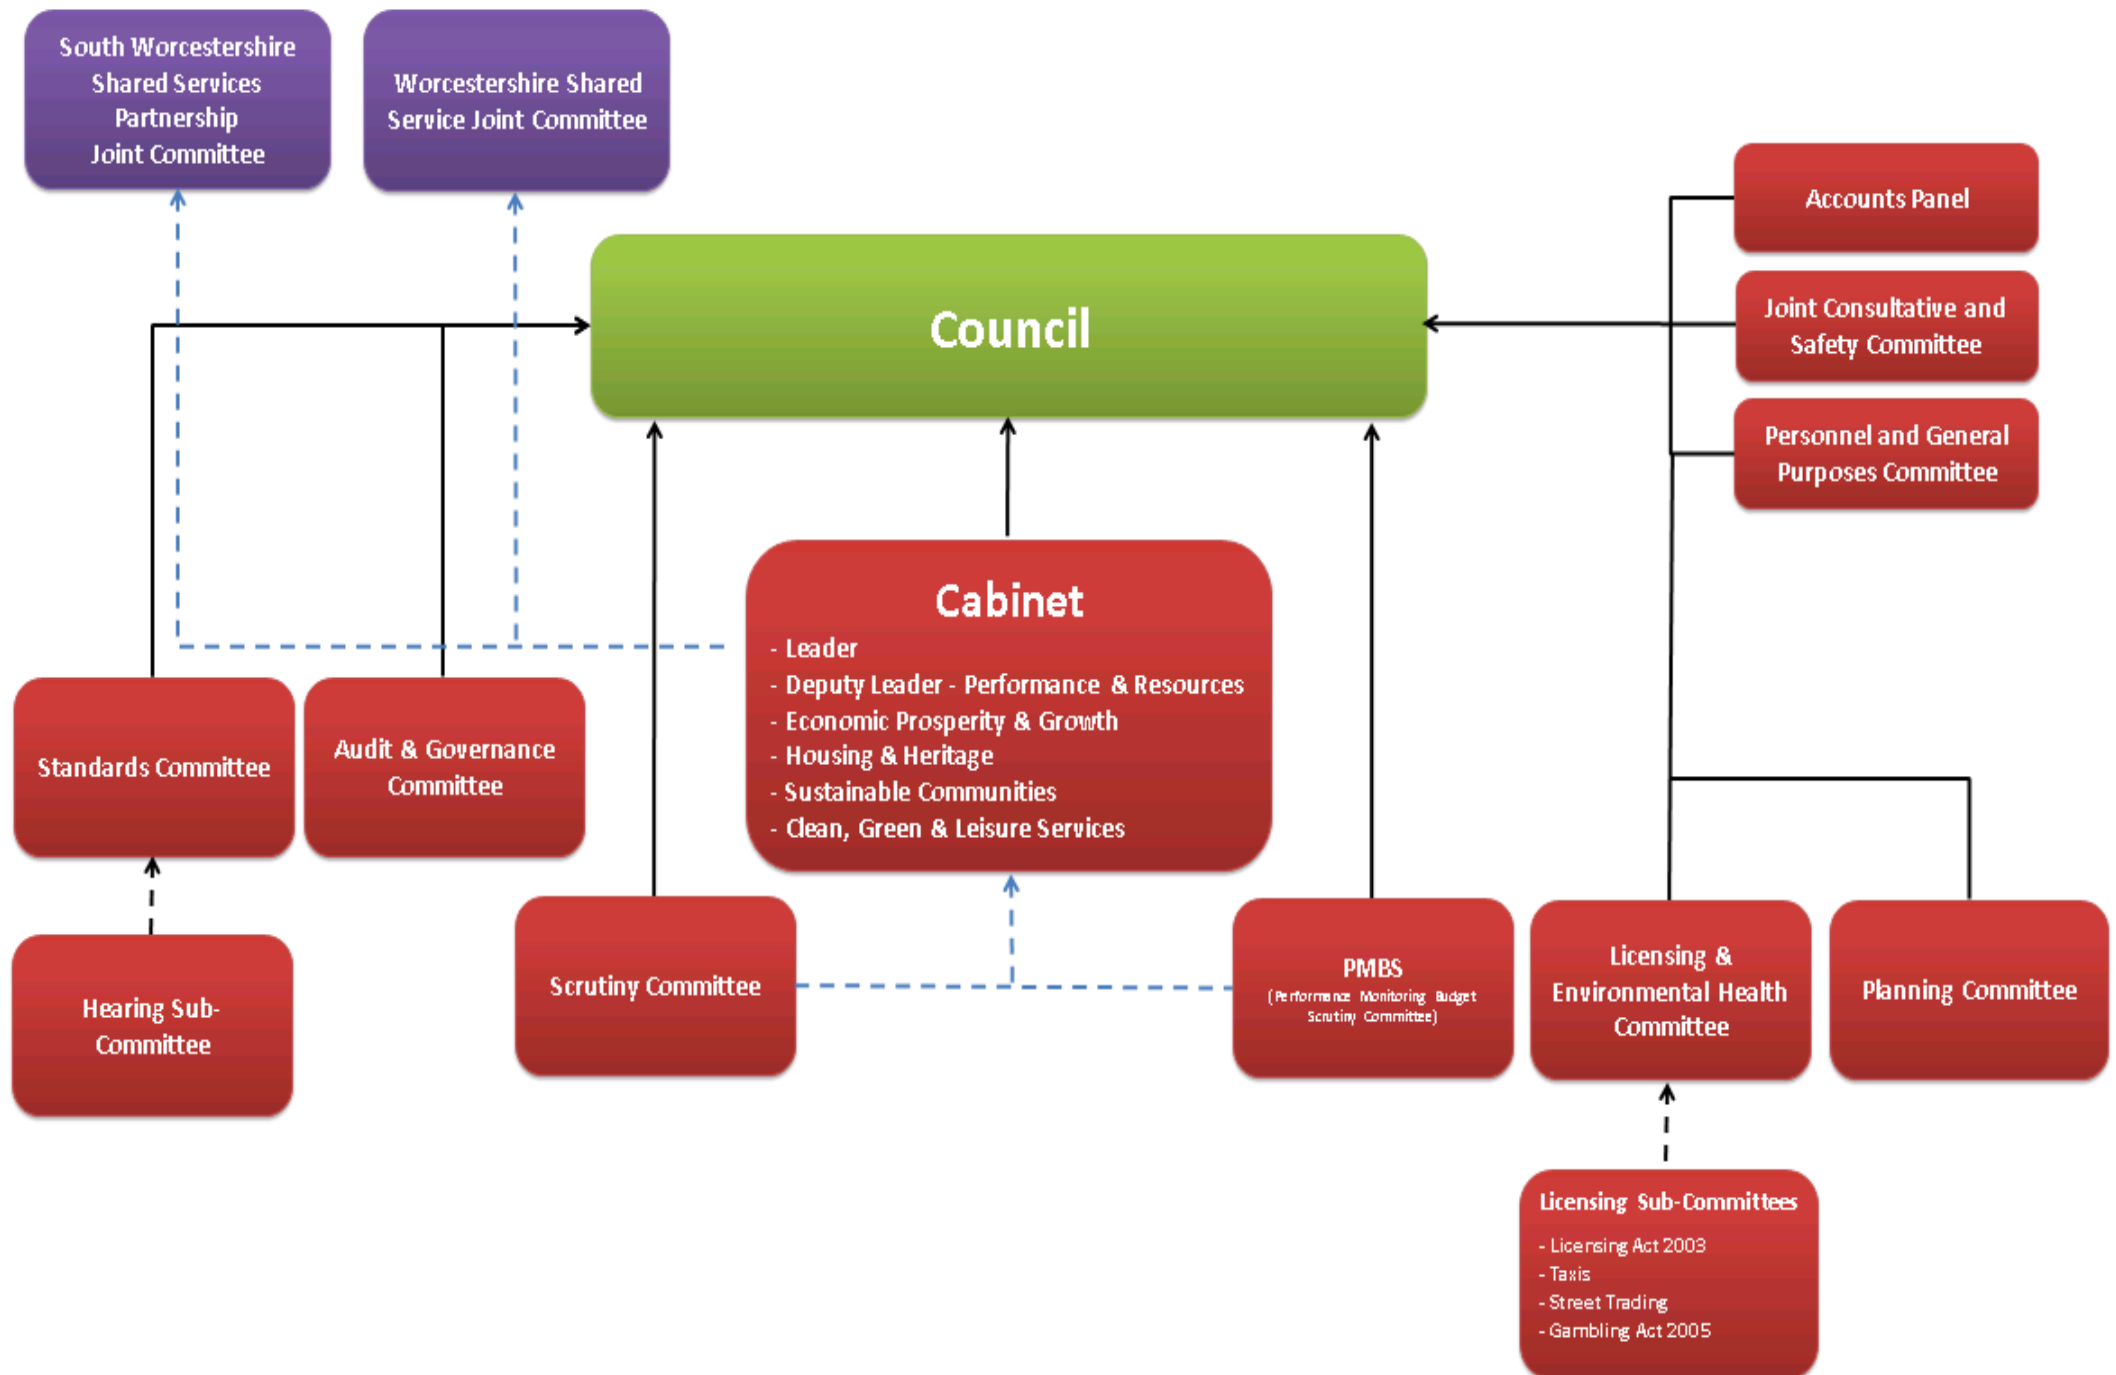 South Worcestershire
Shared Services
Partnership
Joint Committee
Worcestershire Shared
Service Joint Committee
Council
Accounts Panel
Joint Consultative and
Safety Committee
Personnel and General
Purposes Committee
Cabinet
- Leader
- Deputy Leader - Performance & Resources
- Economic Prosperity & Growth
- Housing & Heritage
- Sustainable Communities
- Clean, Green & Leisure Services
Standards Committee
Audit & Governance
Committee
Hearing Sub-
Committee
Scrutiny Committee
PMBS
(Performance Monitoring Budget
Scrutiny Committee)
Licensing &
Environmental Health
Committee
Planning Committee
Licensing Sub-Committees
- Licensing Act 2003
- Taxis
- Street Trading
- Gambling Act 2005